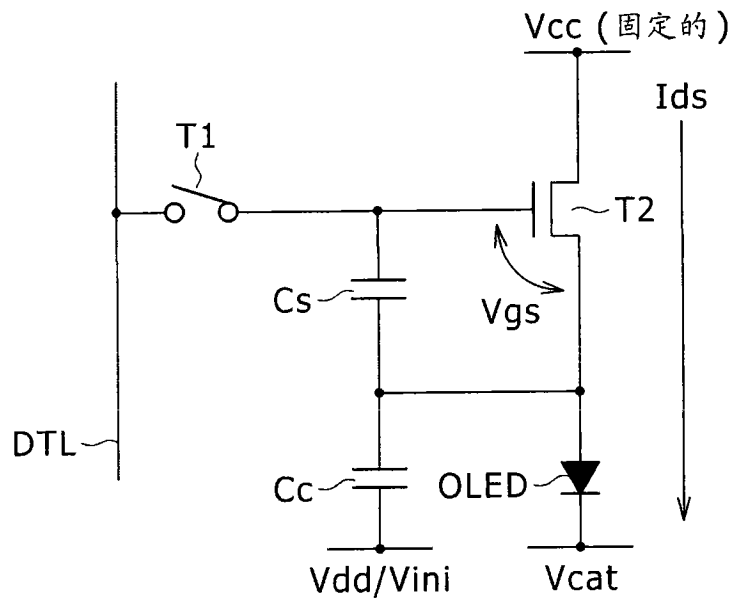 Vcc (固定的)
Ids
T1
T2
Cs
Vgs
DTL
Cc
OLED
Vdd/Vini
Vcat